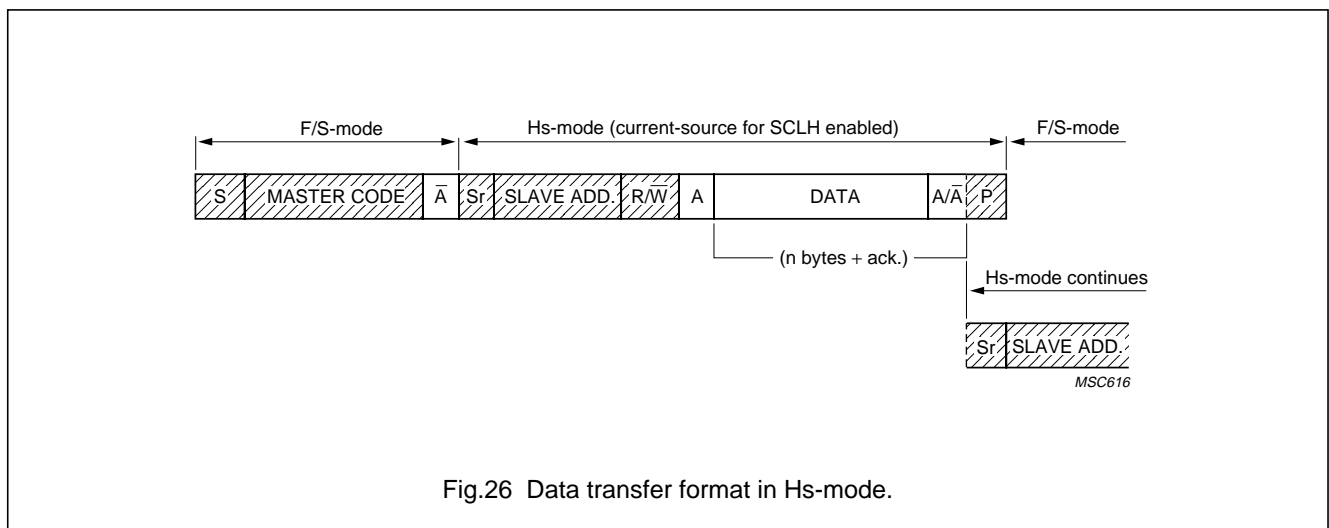 F/S-mode Hs-mode (current-source for SCLH enabled) F/S-mode
S MASTER CODE A̅ Sr SLAVE ADD. R/W̅ A DATA A/A̅ P
(n bytes + ack.)
Hs-mode continues
Sr SLAVE ADD.
MSC616
Fig.26 Data transfer format in Hs-mode.